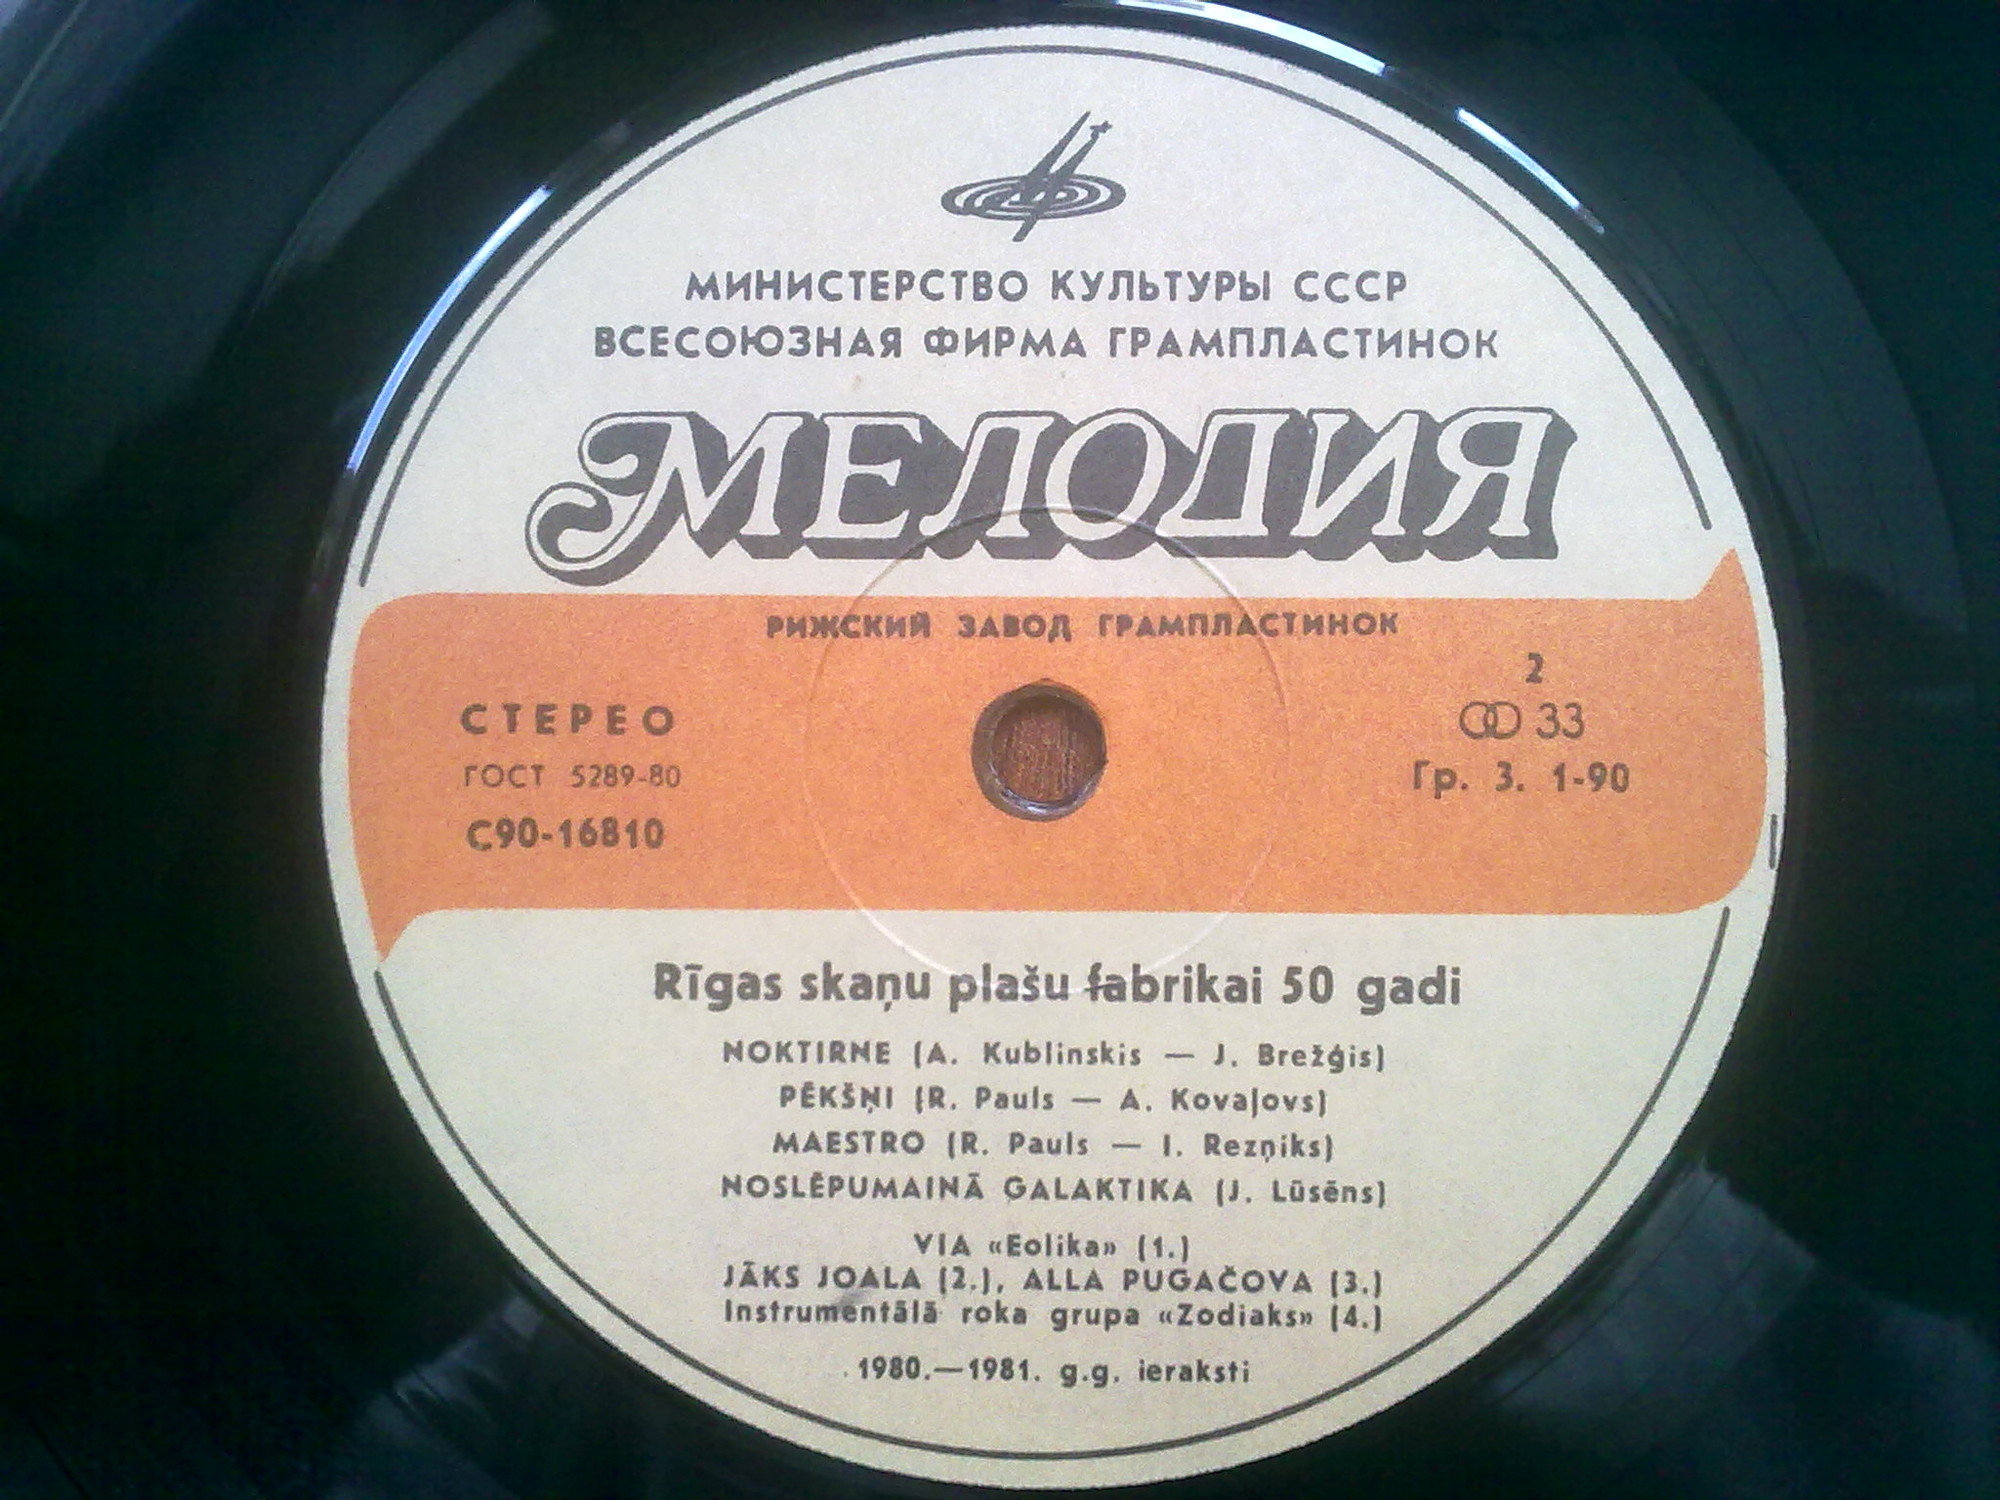 МИНИСТЕРСТВО КУЛЬТУРЫ СССР
ВСЕСОЮЗНАЯ ФИРМА ГРАМПЛАСТИНОК
МЕЛОДИЯ
РИЖСКИЙ ЗАВОД ГРАМПЛАСТИНОК
2
СТЕРЕО
33
ГОСТ 5289-80
Гр. 3. 1-90
С90-16810
Rīgas skaņu plašu fabrikai 50 gadi
NOKTIRNE (A. Kublinskis — J. Brežģis)
PĒKŠŅI (R. Pauls — A. Kovaļovs)
MAESTRO (R. Pauls — I. Rezņiks)
NOSLĒPUMAINĀ GALAKTIKA (J. Lūsēns)
VIA «Eolika» (1.)
JĀKS JOALA (2.), ALLA PUGAČOVA (3.)
Instrumentālā roka grupa «Zodiaks» (4.)
1980.—1981. g.g. ieraksti